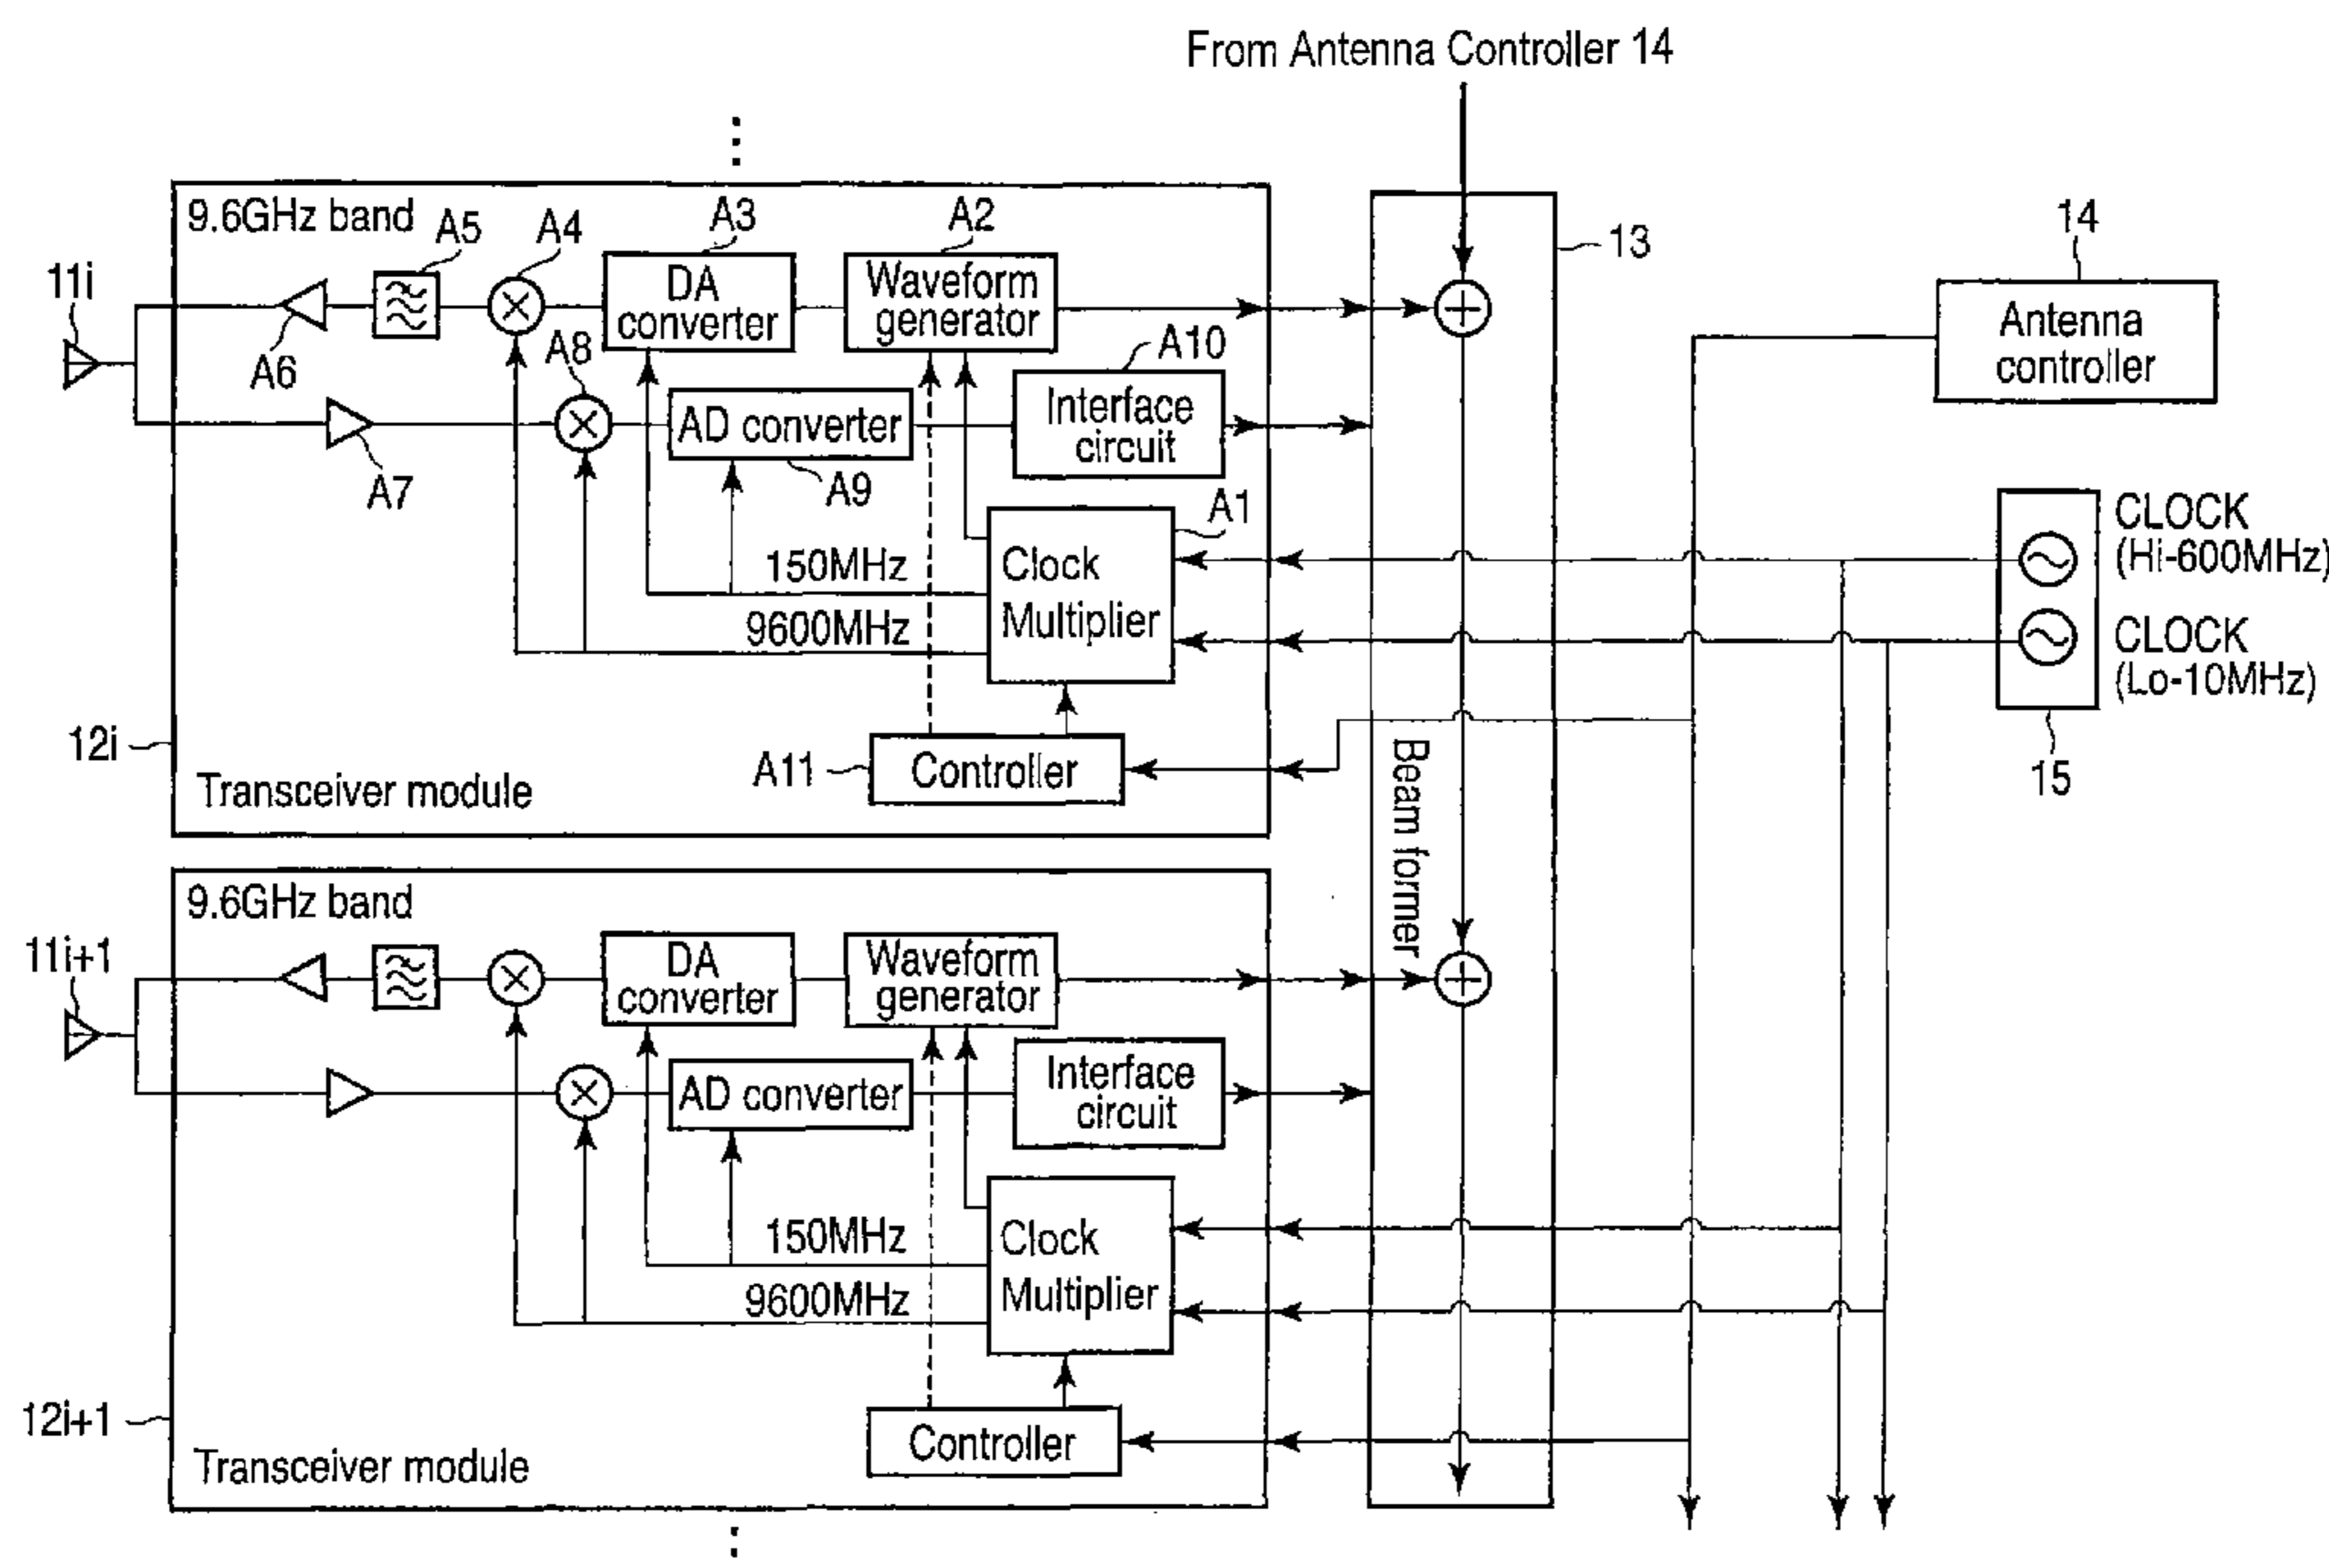 From Antenna Controller 14
9.6GHz band
A5
A4
A3
A2
13
14
11i
DA
converter
Waveform
generator
Antenna
controller
A6
A8
A10
AD converter
Interface
circuit
A7
A9
A1
CLOCK
(Hi-600MHz)
150MHz
Clock
Multiplier
9600MHz
CLOCK
(Lo-10MHz)
12i
A11
Controller
Transceiver module
Beam former
15
9.6GHz band
11i+1
DA
converter
Waveform
generator
AD converter
Interface
circuit
150MHz
Clock
Multiplier
9600MHz
12i+1
Controller
Transceiver module